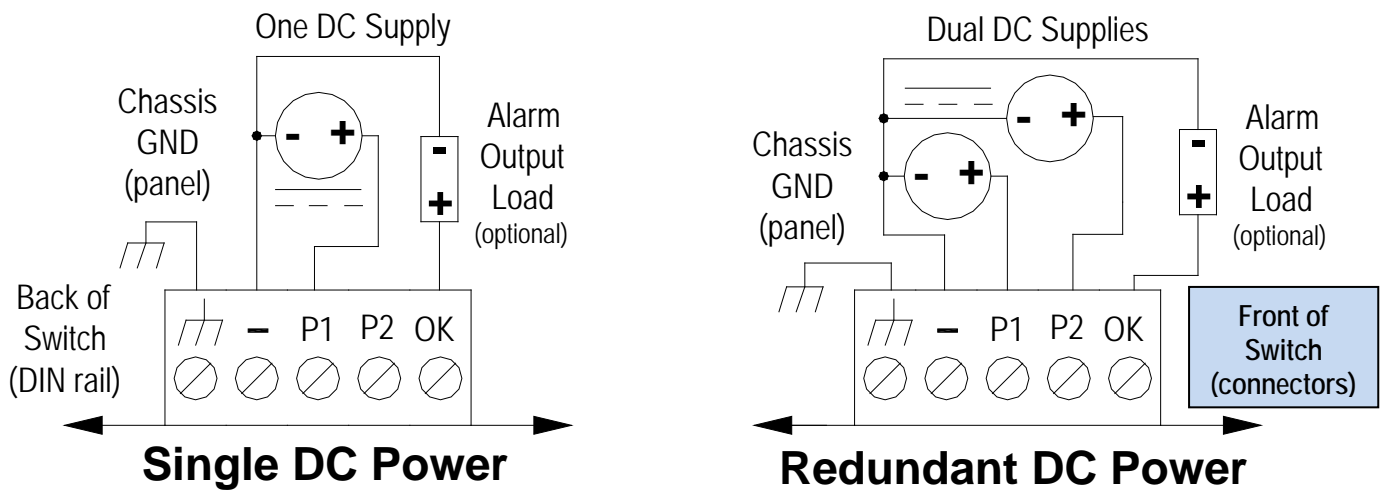 One DC Supply
Chassis
GND
(panel)
- +
-
+
Alarm
Output
Load
(optional)
Back of
Switch
(DIN rail)
– P1 P2 OK
Single DC Power
Dual DC Supplies
Chassis
GND
(panel)
- +
- +
-
+
Alarm
Output
Load
(optional)
– P1 P2 OK
Front of
Switch
(connectors)
Redundant DC Power